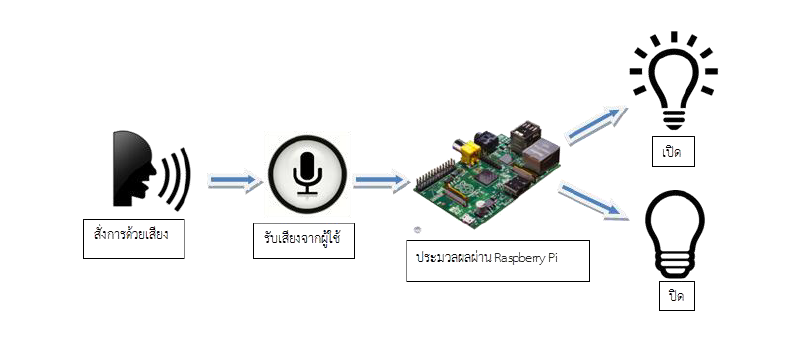 สั่งการด้วยเสียง
รับเสียงจากผู้ใช้
ประมวลผลผ่าน Raspberry Pi
เปิด
ปิด